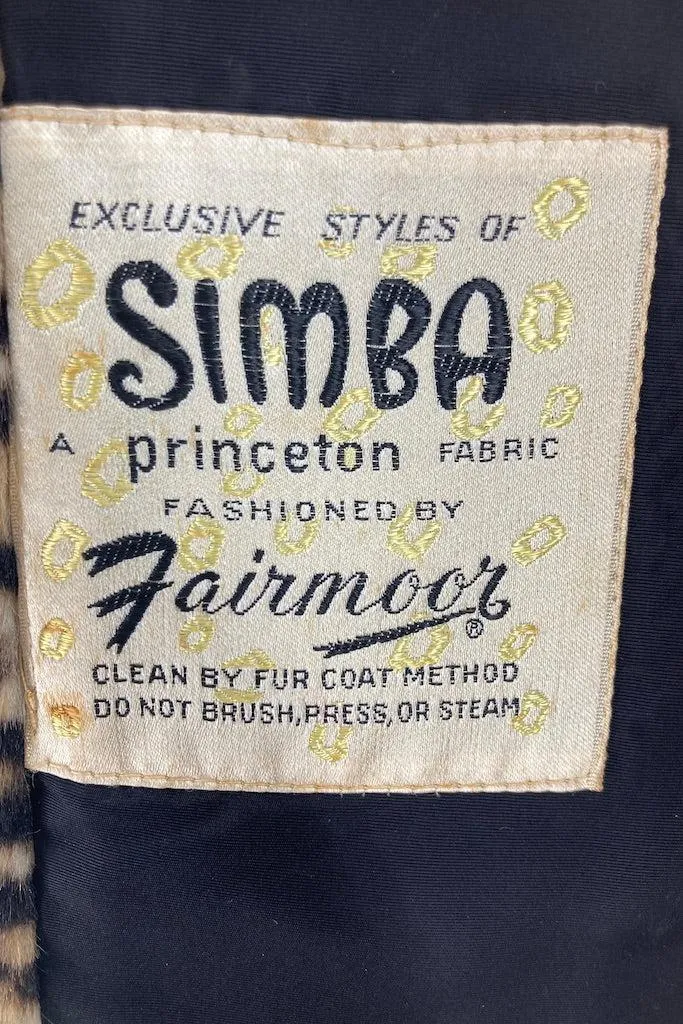 EXCLUSIVE STYLES OF
SIMBA
A princeton FABRIC
FASHIONED BY
Fairmoor®
CLEAN BY FUR COAT METHOD
DO NOT BRUSH, PRESS, OR STEAM